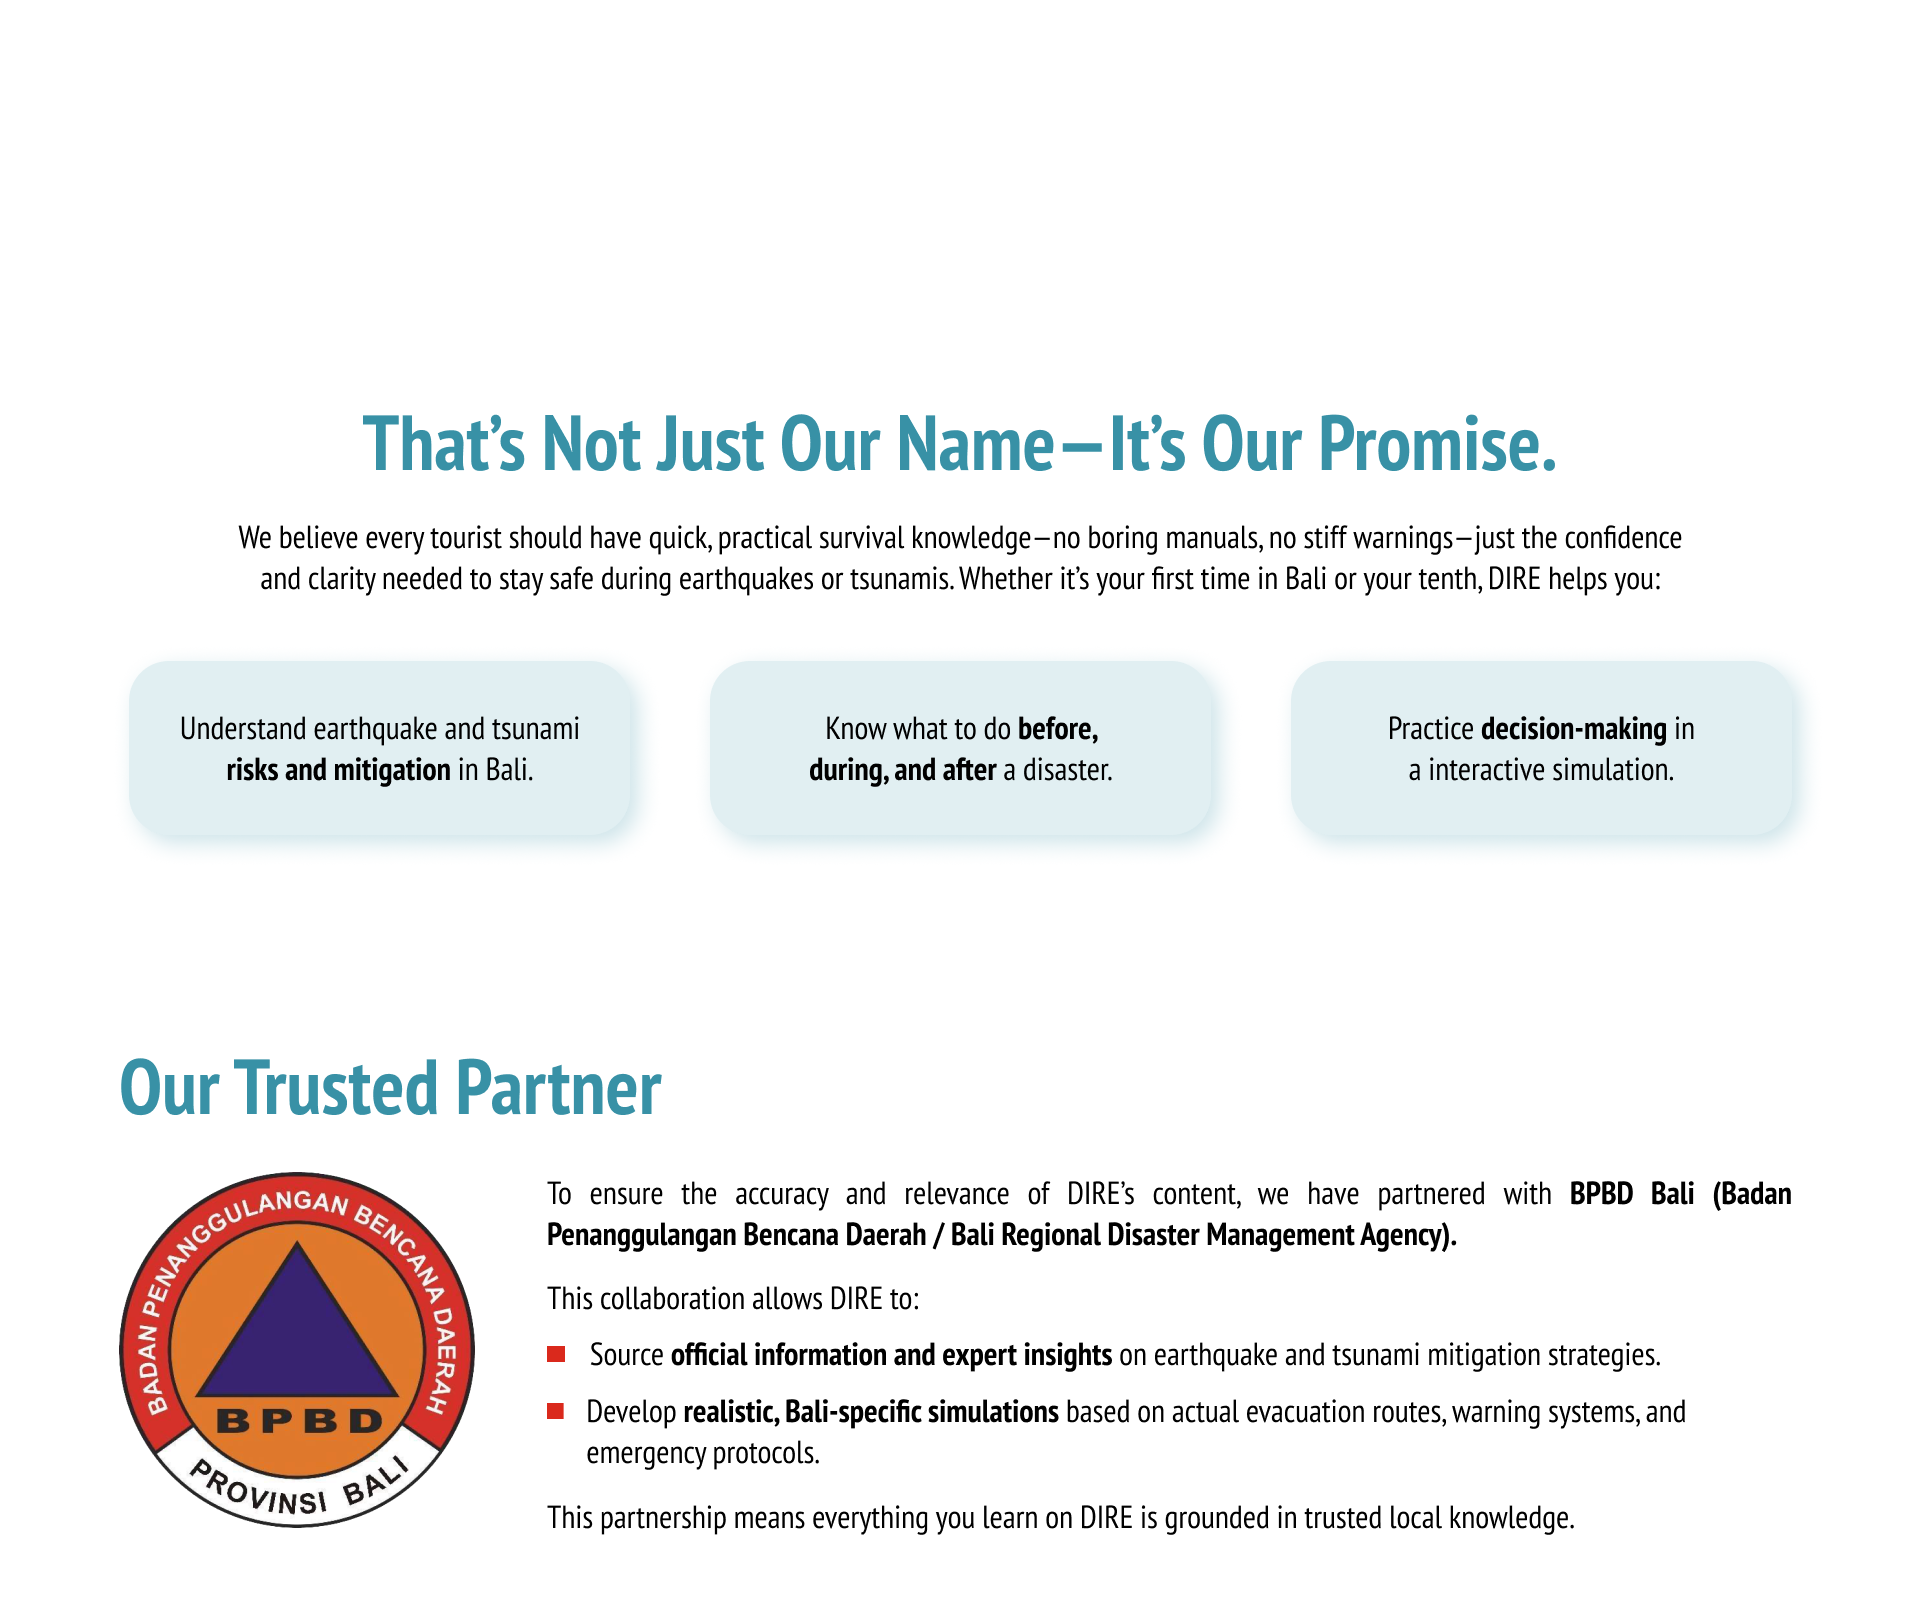 That’s Not Just Our Name—It’s Our Promise.
We believe every tourist should have quick, practical survival knowledge—no boring manuals, no stiff warnings—just the confidence
and clarity needed to stay safe during earthquakes or tsunamis. Whether it’s your first time in Bali or your tenth, DIRE helps you:
Understand earthquake and tsunami
risks and mitigation in Bali.
Know what to do before,
during, and after a disaster.
Practice decision-making in
a interactive simulation.
Our Trusted Partner
BADAN PENANGGULANGAN BENCANA DAERAH
BPBD
PROVINSI BALI
To ensure the accuracy and relevance of DIRE’s content, we have partnered with BPBD Bali (Badan
Penanggulangan Bencana Daerah / Bali Regional Disaster Management Agency).
This collaboration allows DIRE to:
Source official information and expert insights on earthquake and tsunami mitigation strategies.
Develop realistic, Bali-specific simulations based on actual evacuation routes, warning systems, and
emergency protocols.
This partnership means everything you learn on DIRE is grounded in trusted local knowledge.